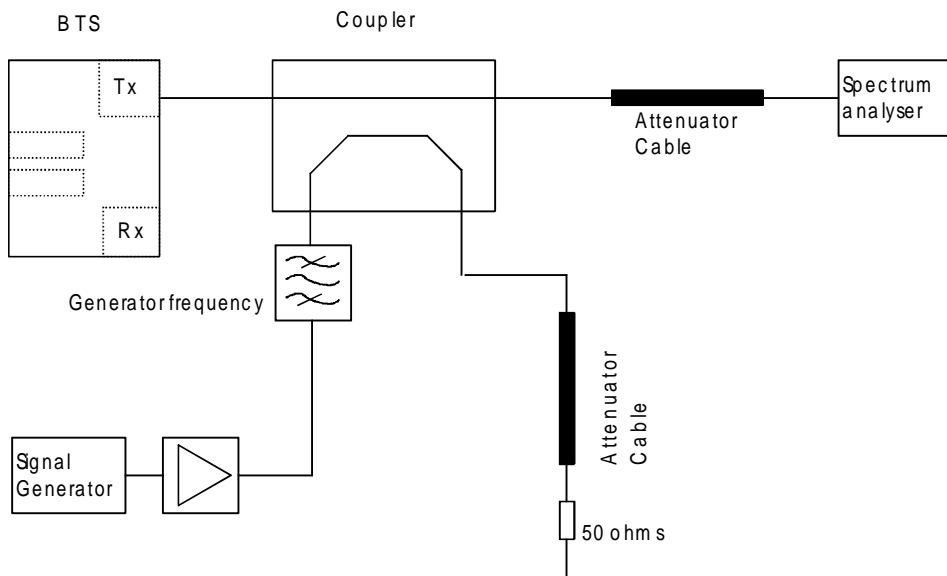 BTS
Coupler
Tx
Spectrum
analyser
Attenuator
Cable
Rx
Generator frequency
Attenuator
Cable
Signal
Generator
50 ohms